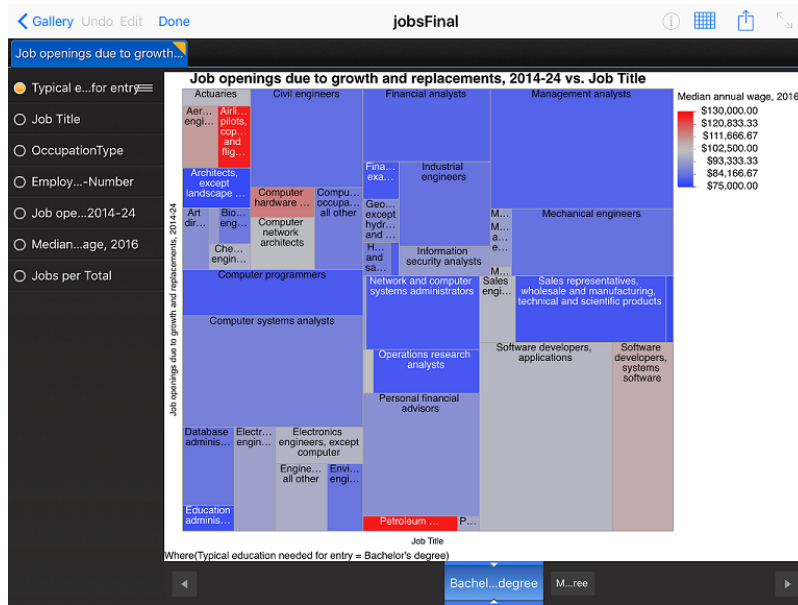 Gallery Undo Edit Done
jobsFinal
Job openings due to growth...
Typical e...for entry
Job Title
OccupationType
Employ...-Number
Job ope...2014-24
Median...age, 2016
Jobs per Total
Job openings due to growth and replacements, 2014-24 vs. Job Title
Job openings due to growth and replacements, 2014-24
Actuaries
Aer...
engi...
Airli...
pilots,
cop...
and
flig...
Architects,
except
landscape ...
Art
dir...
Bio...
eng...
Che...
engin...
Civil engineers
Computer
hardware ...
Compu...
occupa...
all other
Computer
network
architects
Computer programmers
Computer systems analysts
Database
adminis...
Electr...
engin...
Electronics
engineers, except
computer
Engine...
all other
Envi...
engi...
Education
adminis...
Financial analysts
Fina...
exa...
Industrial
engineers
Geo...
except
hydr...
and ...
H...
and
sa...
Information
security analysts
Management analysts
M...
M...
a...
e...
Mechanical engineers
M...
Network and computer
systems administrators
Operations research
analysts
Personal financial
advisors
Petroleum ...
P...
Sales
engi...
Sales representatives,
wholesale and manufacturing,
technical and scientific products
Software developers,
applications
Software
developers,
systems
software
Median annual wage, 2016
$130,000.00
$120,833.33
$111,666.67
$102,500.00
$93,333.33
$84,166.67
$75,000.00
Job Title
Where(Typical education needed for entry = Bachelor's degree)
Bachel...degree
M...ree